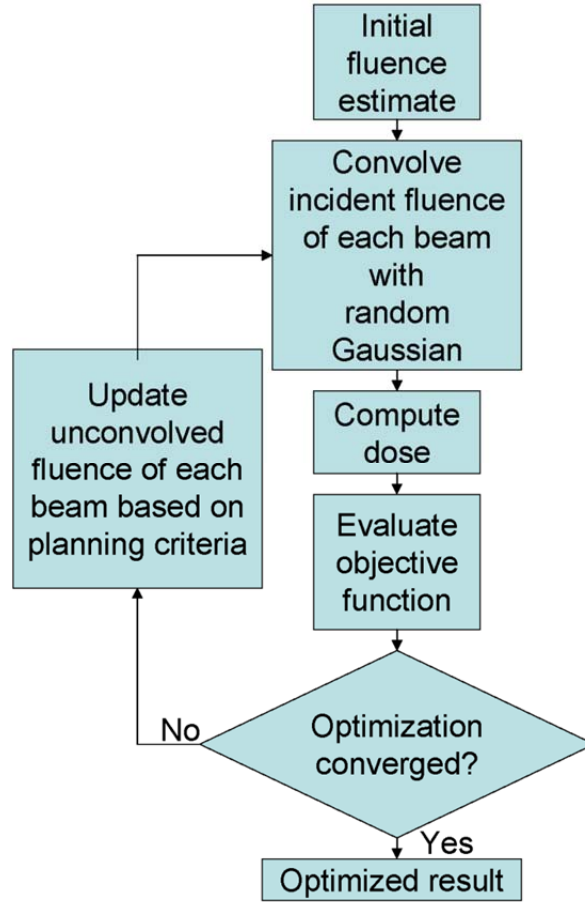 Initial
fluence
estimate
Convolve
incident fluence
of each beam
with
random
Gaussian
Update
unconvolved
fluence of each
beam based on
planning criteria
Compute
dose
Evaluate
objective
function
No
Optimization
converged?
Yes
Optimized result